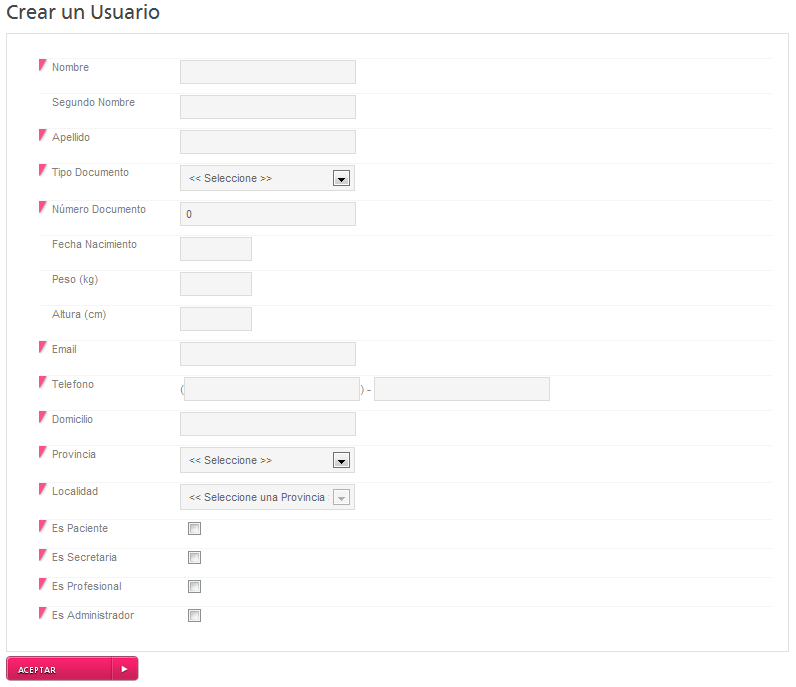 Crear un Usuario
Nombre
Segundo Nombre
Apellido
Tipo Documento << Seleccione >>
Número Documento 0
Fecha Nacimiento
Peso (kg)
Altura (cm)
Email
Telefono ( ) -
Domicilio
Provincia << Seleccione >>
Localidad << Seleccione una Provincia
Es Paciente
Es Secretaria
Es Profesional
Es Administrador
ACEPTAR